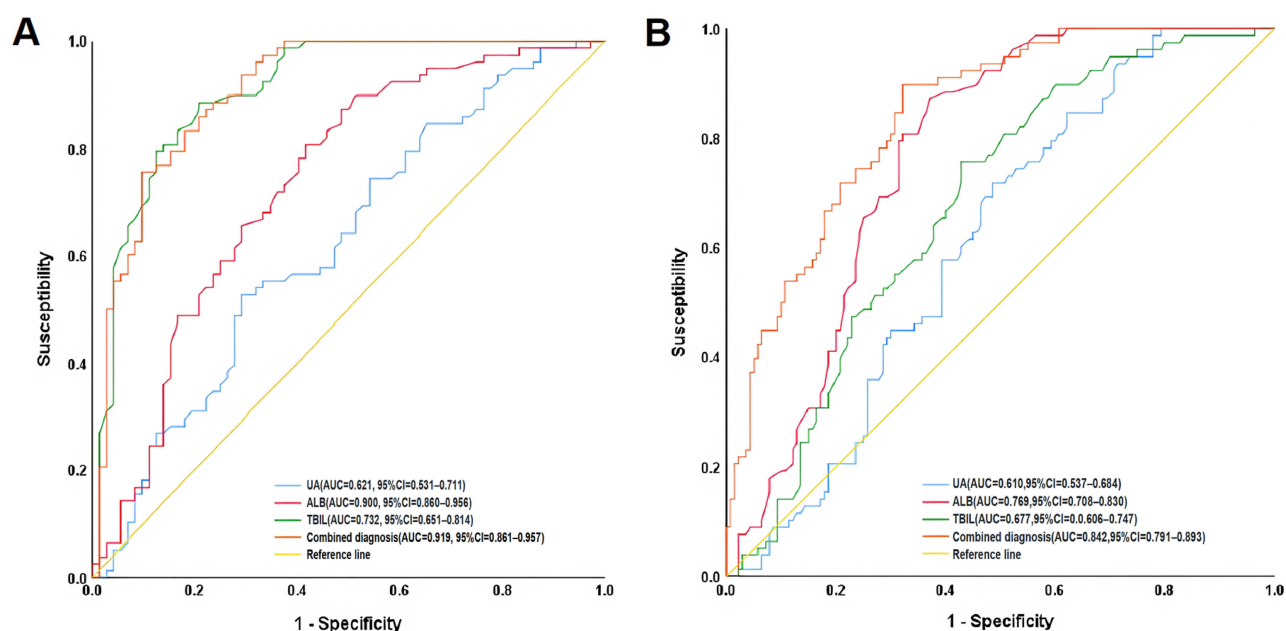 A
Susceptibility
1.0
0.8
0.6
0.4
0.2
0.0
UA(AUC=0.621, 95%CI=0.531–0.711)
ALB(AUC=0.900, 95%CI=0.860–0.956)
TBIL(AUC=0.732, 95%CI=0.651–0.814)
Combined diagnosis(AUC=0.919, 95%CI=0.861–0.957)
Reference line
0.0 0.2 0.4 0.6 0.8 1.0
1 - Specificity
B
Susceptibility
1.0
0.8
0.6
0.4
0.2
0.0
UA(AUC=0.610,95%CI=0.537–0.684)
ALB(AUC=0.769,95%CI=0.708–0.830)
TBIL(AUC=0.677,95%CI=0.0.606–0.747)
Combined diagnosis(AUC=0.842,95%CI=0.791–0.893)
Reference line
0.0 0.2 0.4 0.6 0.8 1.0
1 - Specificity